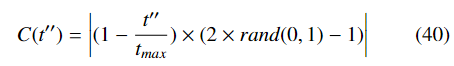 C(t'') = |(1 − t''/t_max) × (2 × rand(0, 1) − 1)| (40)